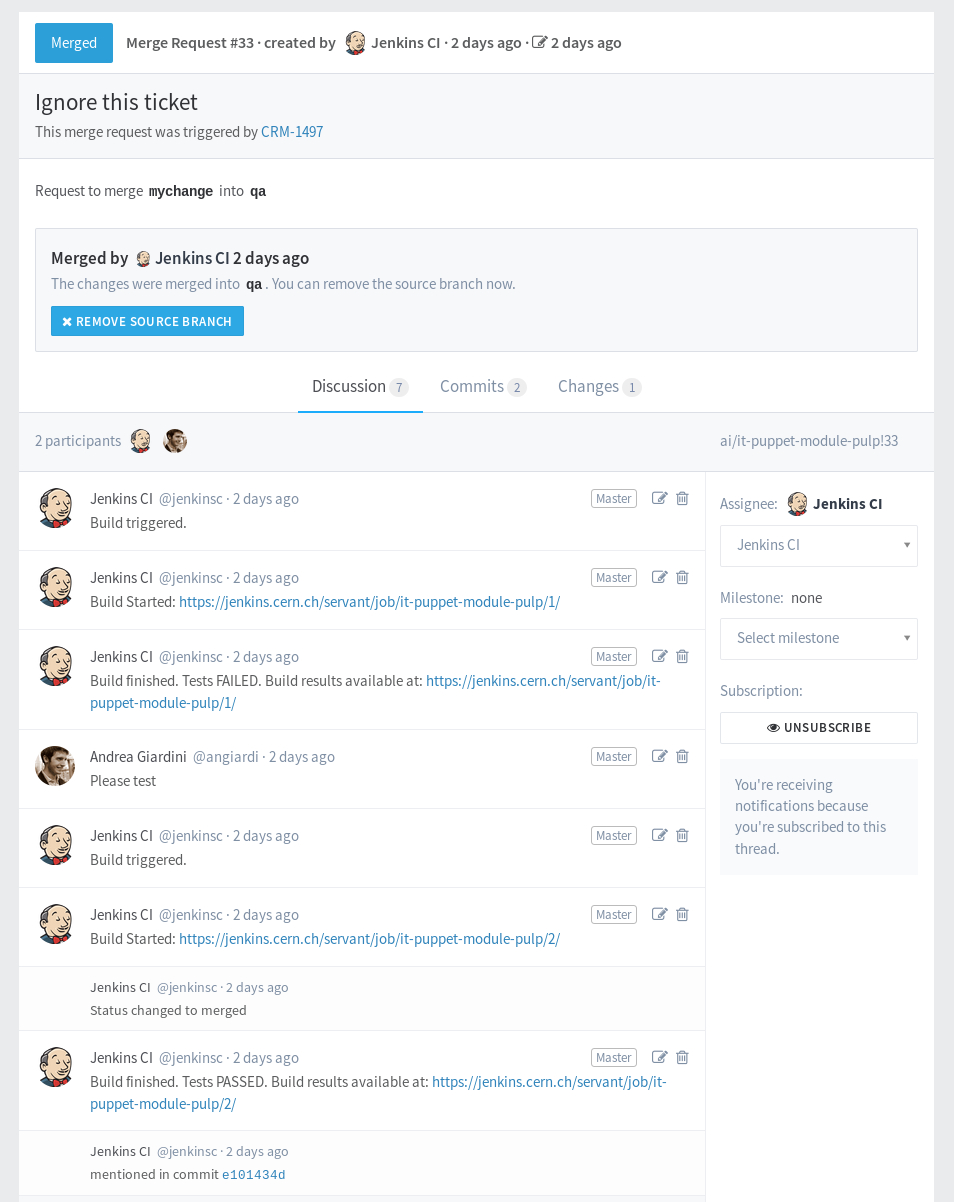 Merged Merge Request #33 · created by Jenkins CI · 2 days ago · 2 days ago
Ignore this ticket
This merge request was triggered by CRM-1497
Request to merge mychange into qa
Merged by Jenkins CI 2 days ago
The changes were merged into qa . You can remove the source branch now.
REMOVE SOURCE BRANCH
Discussion 7 Commits 2 Changes 1
2 participants ai/it-puppet-module-pulp!33
Jenkins CI @jenkinsc · 2 days ago Master
Build triggered.
Jenkins CI @jenkinsc · 2 days ago Master
Build Started: https://jenkins.cern.ch/servant/job/it-puppet-module-pulp/1/
Jenkins CI @jenkinsc · 2 days ago Master
Build finished. Tests FAILED. Build results available at: https://jenkins.cern.ch/servant/job/it-
puppet-module-pulp/1/
Andrea Giardini @angiardi · 2 days ago Master
Please test
Jenkins CI @jenkinsc · 2 days ago Master
Build triggered.
Jenkins CI @jenkinsc · 2 days ago Master
Build Started: https://jenkins.cern.ch/servant/job/it-puppet-module-pulp/2/
Jenkins CI @jenkinsc · 2 days ago
Status changed to merged
Jenkins CI @jenkinsc · 2 days ago Master
Build finished. Tests PASSED. Build results available at: https://jenkins.cern.ch/servant/job/it-
puppet-module-pulp/2/
Jenkins CI @jenkinsc · 2 days ago
mentioned in commit e101434d
Assignee: Jenkins CI
Jenkins CI
Milestone: none
Select milestone
Subscription:
UNSUBSCRIBE
You're receiving
notifications because
you're subscribed to this
thread.